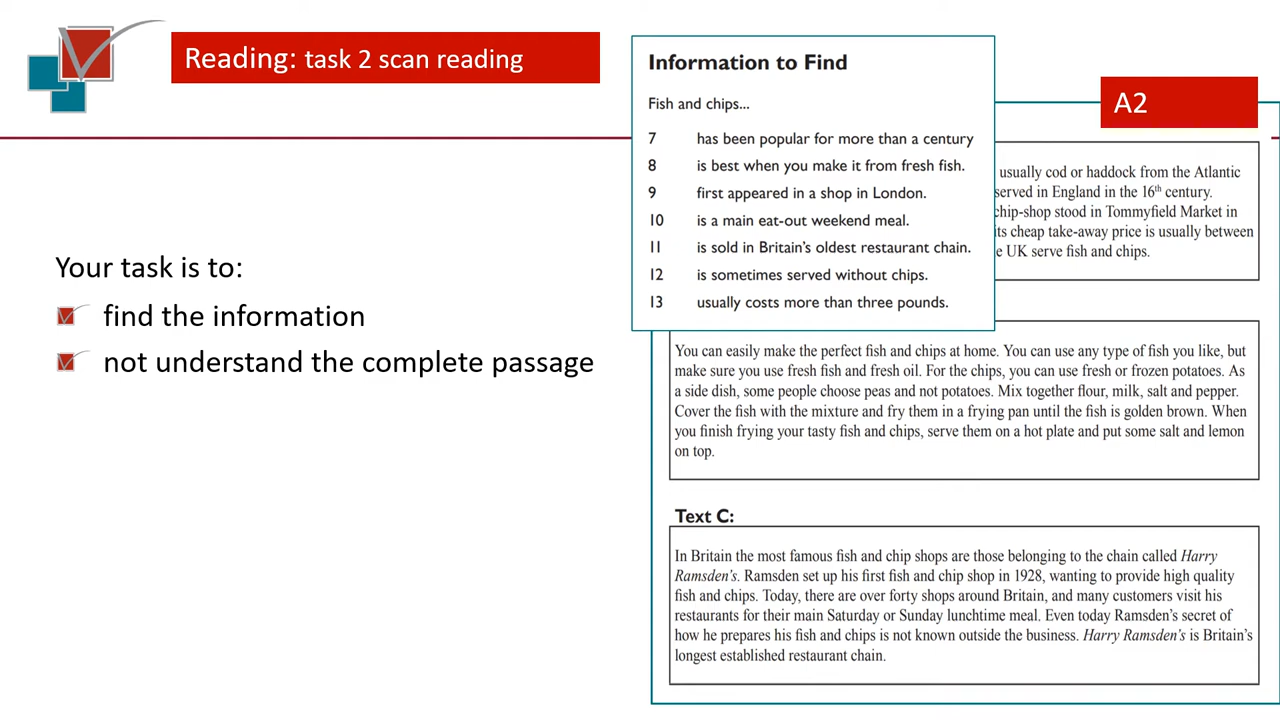 Reading: task 2 scan reading
Your task is to:
find the information
not understand the complete passage
Information to Find
Fish and chips...
7 has been popular for more than a century
8 is best when you make it from fresh fish.
9 first appeared in a shop in London.
10 is a main eat-out weekend meal.
11 is sold in Britain's oldest restaurant chain.
12 is sometimes served without chips.
13 usually costs more than three pounds.
A2
usually cod or haddock from the Atlantic
served in England in the 16th century.
chip-shop stood in Tommyfield Market in
its cheap take-away price is usually between
UK serve fish and chips.
You can easily make the perfect fish and chips at home. You can use any type of fish you like, but
make sure you use fresh fish and fresh oil. For the chips, you can use fresh or frozen potatoes. As
a side dish, some people choose peas and not potatoes. Mix together flour, milk, salt and pepper.
Cover the fish with the mixture and fry them in a frying pan until the fish is golden brown. When
you finish frying your tasty fish and chips, serve them on a hot plate and put some salt and lemon
on top.
Text C:
In Britain the most famous fish and chip shops are those belonging to the chain called Harry
Ramsden's. Ramsden set up his first fish and chip shop in 1928, wanting to provide high quality
fish and chips. Today, there are over forty shops around Britain, and many customers visit his
restaurants for their main Saturday or Sunday lunchtime meal. Even today Ramsden's secret of
how he prepares his fish and chips is not known outside the business. Harry Ramsden's is Britain's
longest established restaurant chain.